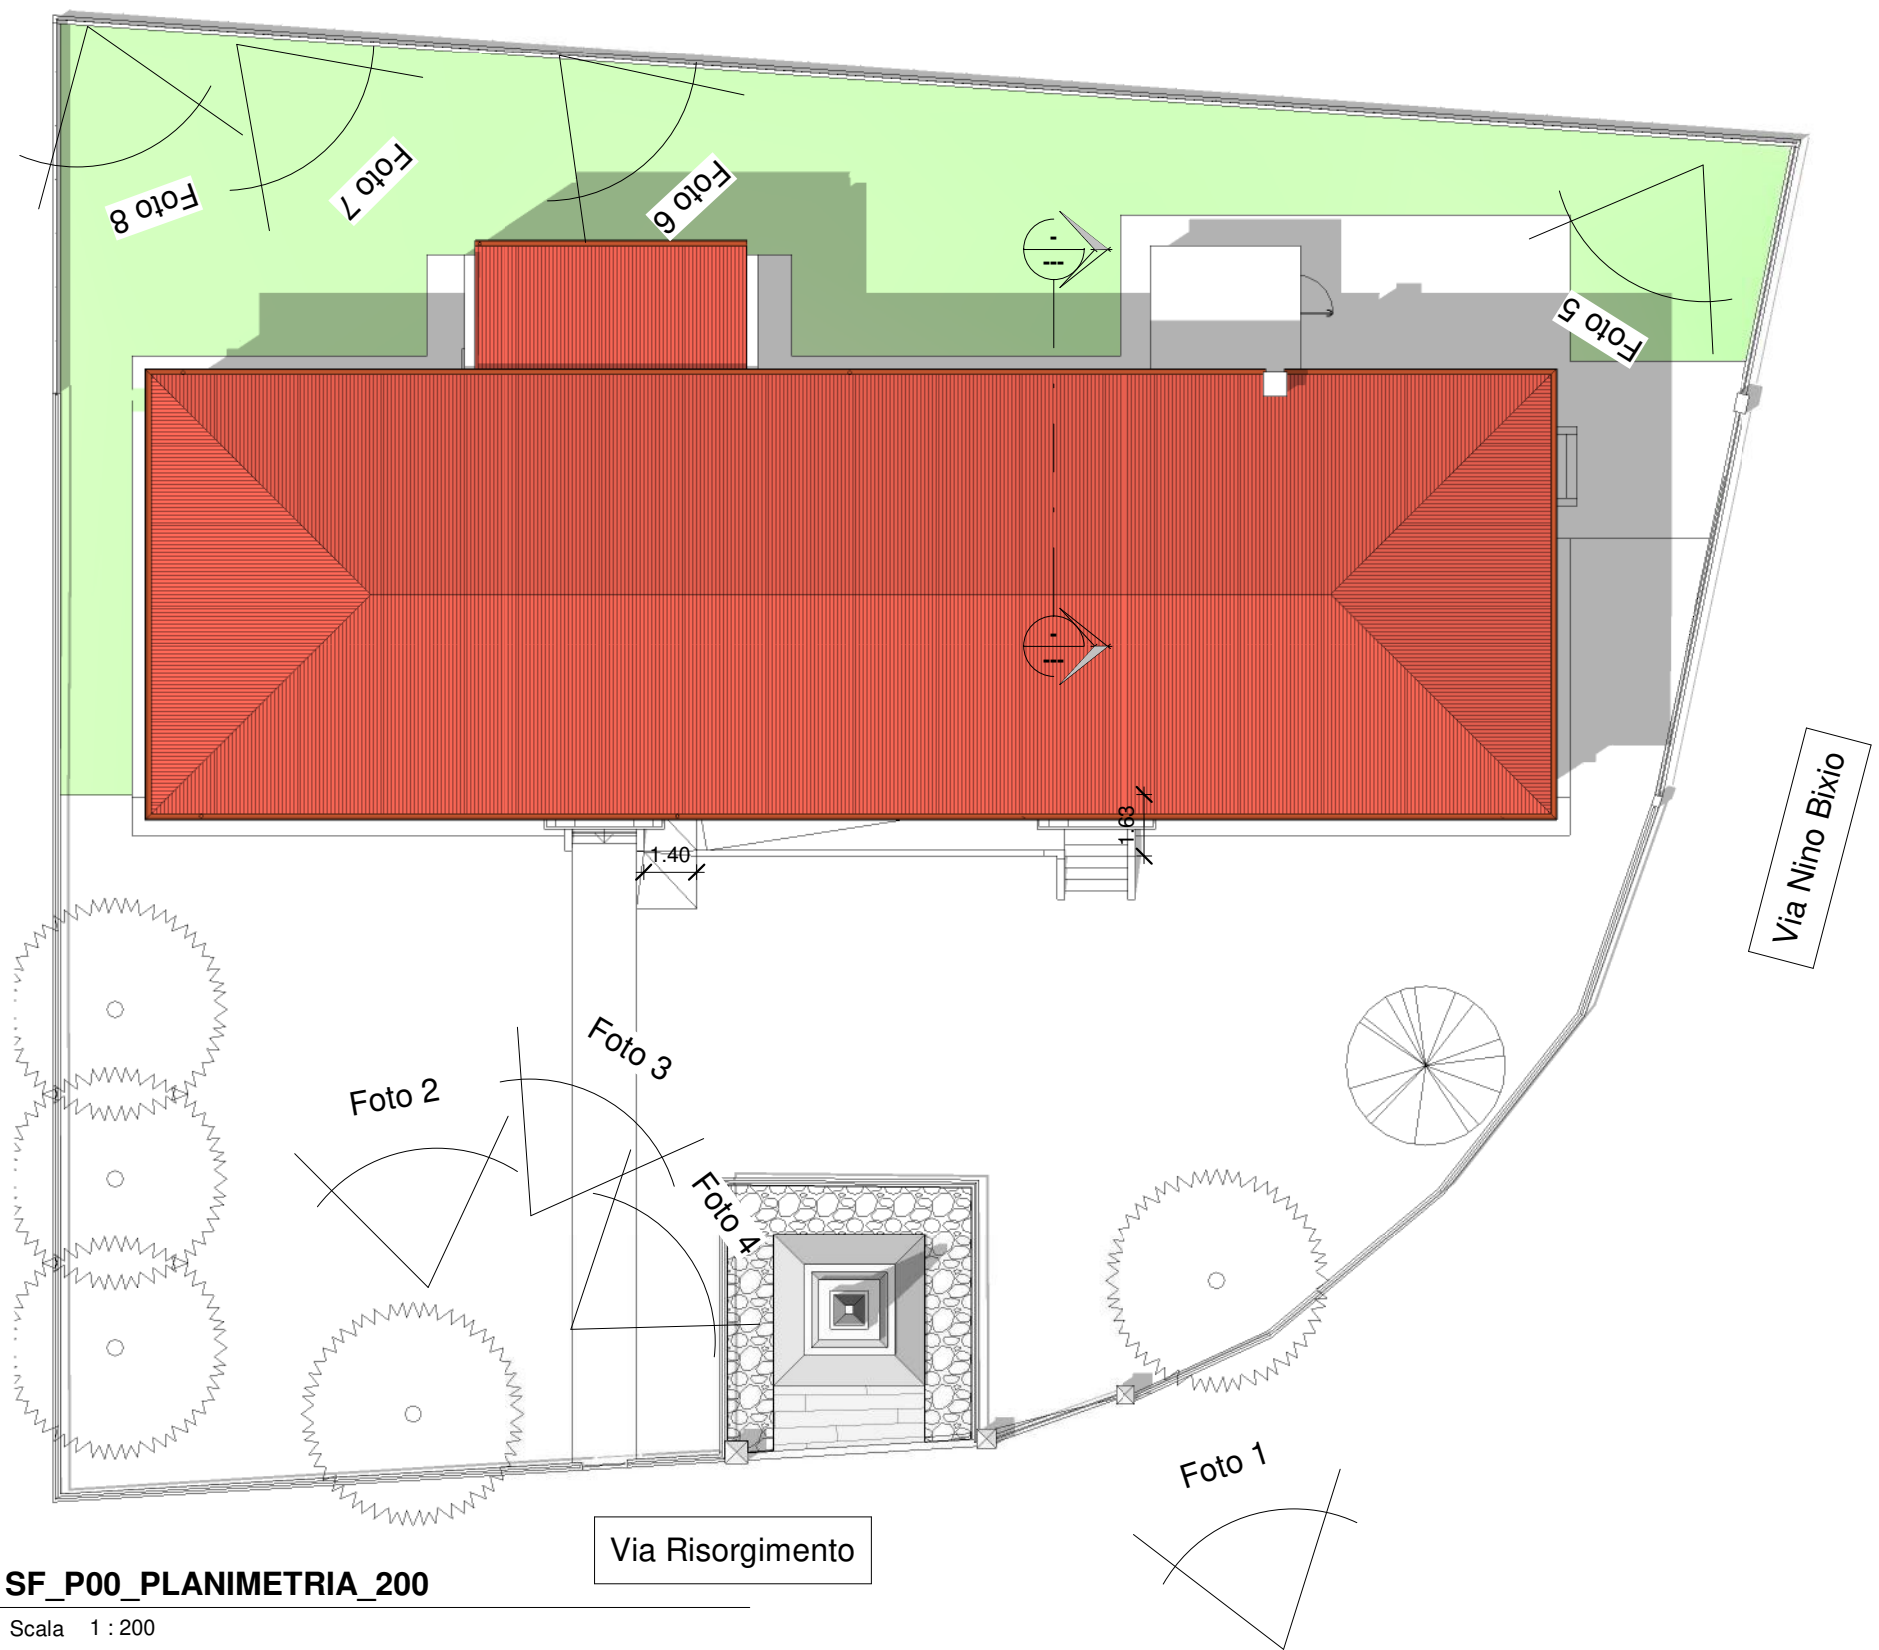 Foto 8
Foto 7
Foto 6
Foto 5
-
---
-
---
1.63
1.40
Via Nino Bixio
Foto 3
Foto 2
Foto 4
Foto 1
Via Risorgimento
SF_P00_PLANIMETRIA_200
Scala 1 : 200